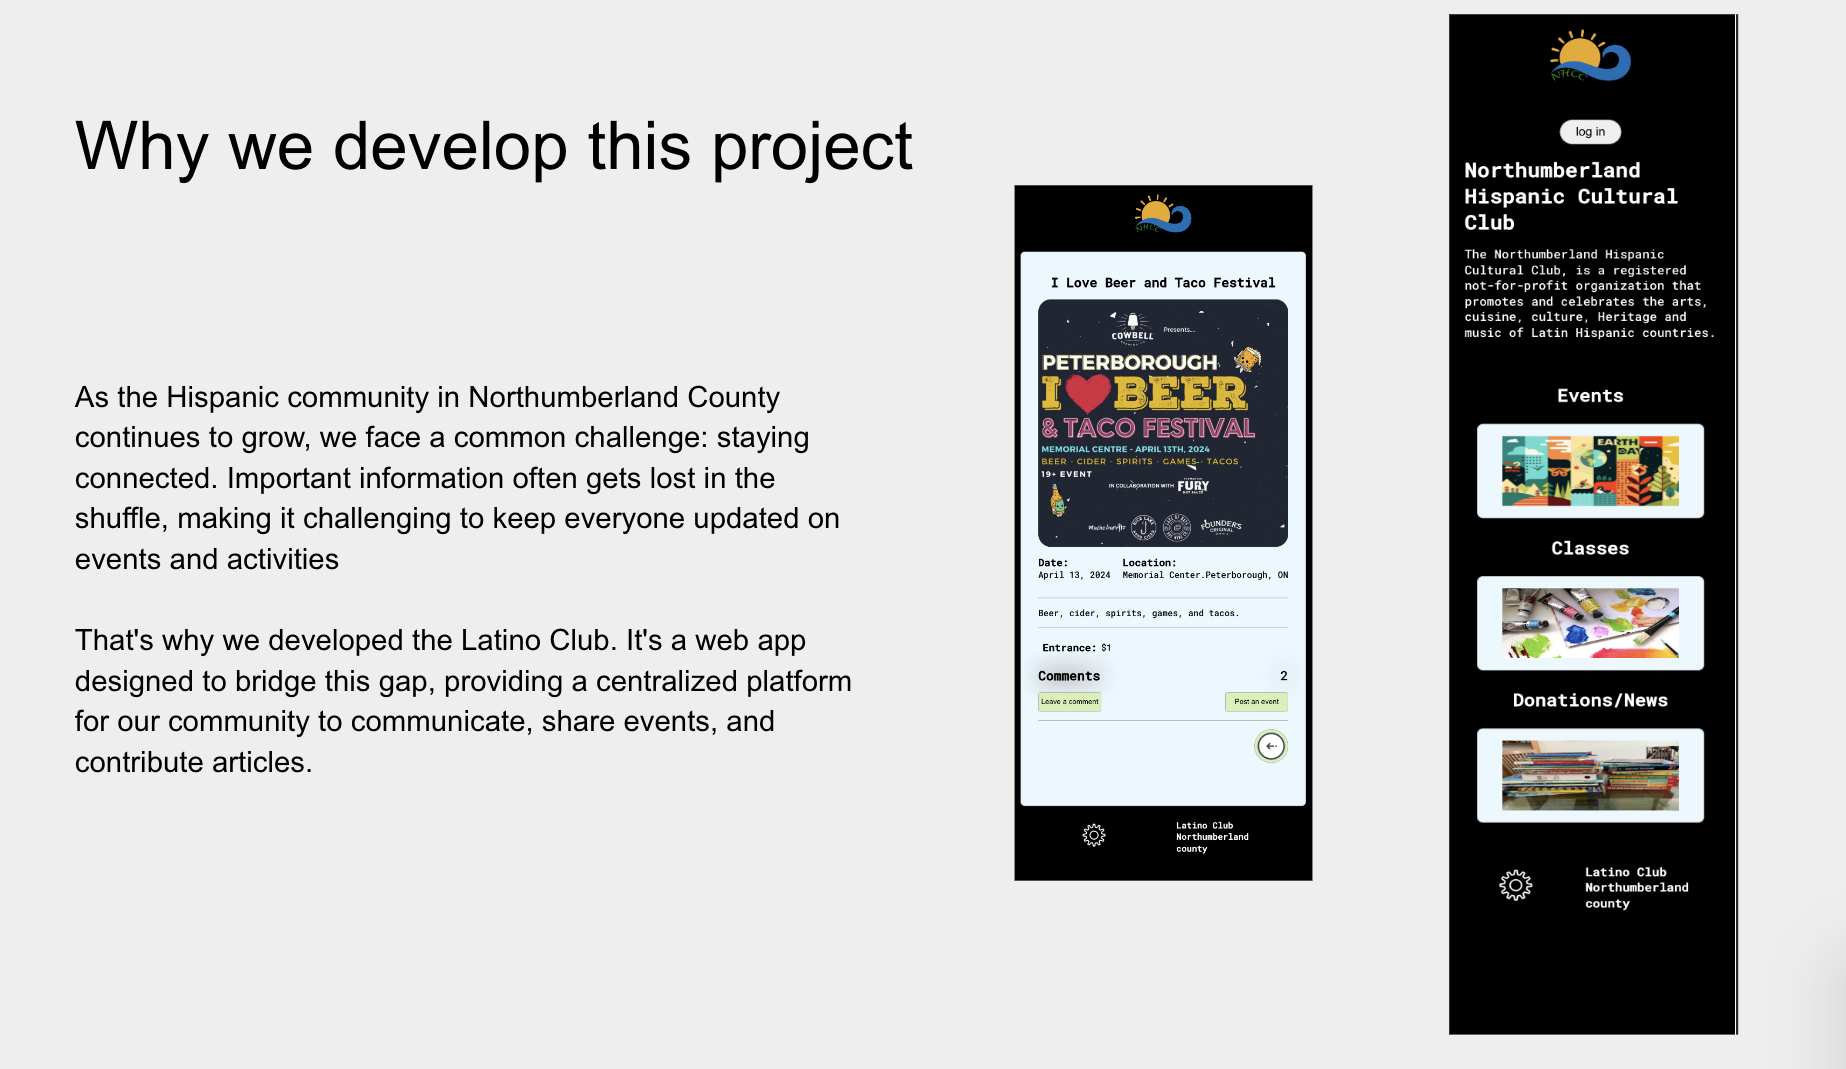 Why we develop this project
As the Hispanic community in Northumberland County
continues to grow, we face a common challenge: staying
connected. Important information often gets lost in the
shuffle, making it challenging to keep everyone updated on
events and activities
That's why we developed the Latino Club. It's a web app
designed to bridge this gap, providing a centralized platform
for our community to communicate, share events, and
contribute articles.
NHCC
I Love Beer and Taco Festival
COWBELL
Presents...
PETERBOROUGH
I BEER
& TACO FESTIVAL
MEMORIAL CENTRE - APRIL 13TH, 2024
BEER - CIDER - SPIRITS - GAMES - TACOS
19+ EVENT
IN COLLABORATION WITH FURY
FOUNDERS
ORIGINAL
Date: Location:
April 13, 2024 Memorial Center.Peterborough, ON
Beer, cider, spirits, games, and tacos.
Entrance: $1
Comments 2
Leave a comment Post an event
Latino Club
Northumberland
county
NHCC
log in
Northumberland
Hispanic Cultural
Club
The Northumberland Hispanic
Cultural Club, is a registered
not-for-profit organization that
promotes and celebrates the arts,
cuisine, culture, Heritage and
music of Latin Hispanic countries.
Events
EARTH
DAY
Classes
Donations/News
Latino Club
Northumberland
county